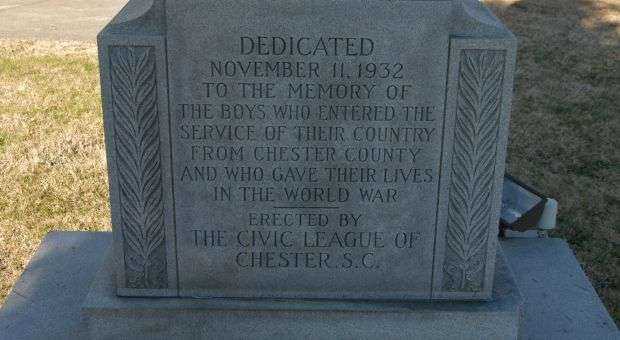 DEDICATED
NOVEMBER 11, 1932
TO THE MEMORY OF
THE BOYS WHO ENTERED THE
SERVICE OF THEIR COUNTRY
FROM CHESTER COUNTY
AND WHO GAVE THEIR LIVES
IN THE WORLD WAR
ERECTED BY
THE CIVIC LEAGUE OF
CHESTER. S.C.